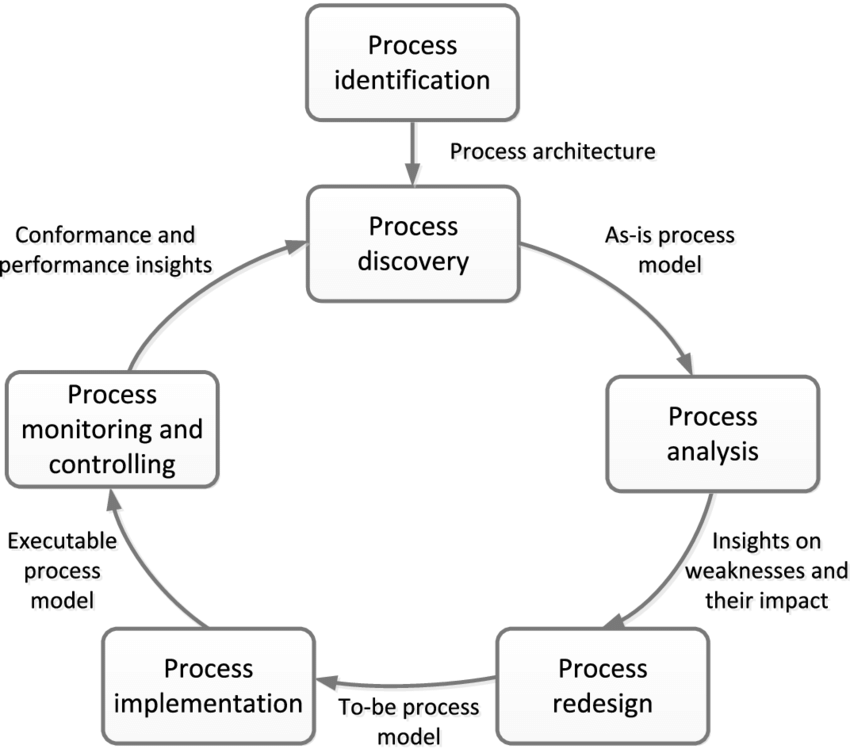 Process
identification
Process architecture
Process
discovery
Conformance and
performance insights
As-is process
model
Process
monitoring and
controlling
Process
analysis
Executable
process
model
Insights on
weaknesses and
their impact
Process
implementation
To-be process
model
Process
redesign